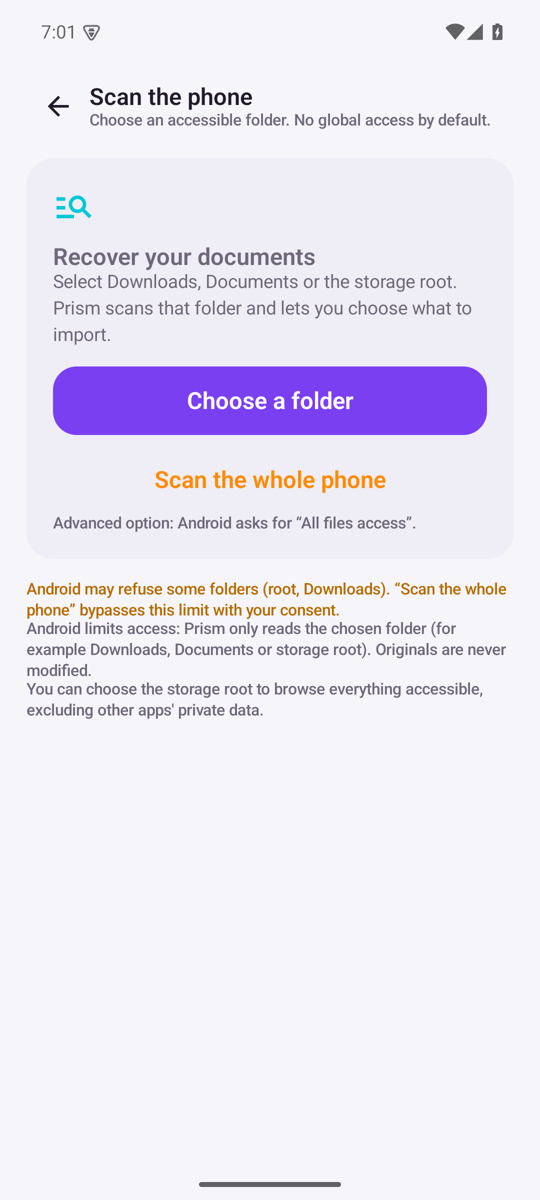 7:01
Scan the phone
Choose an accessible folder. No global access by default.
Recover your documents
Select Downloads, Documents or the storage root.
Prism scans that folder and lets you choose what to
import.
Choose a folder
Scan the whole phone
Advanced option: Android asks for “All files access”.
Android may refuse some folders (root, Downloads). “Scan the whole
phone” bypasses this limit with your consent.
Android limits access: Prism only reads the chosen folder (for
example Downloads, Documents or storage root). Originals are never
modified.
You can choose the storage root to browse everything accessible,
excluding other apps' private data.